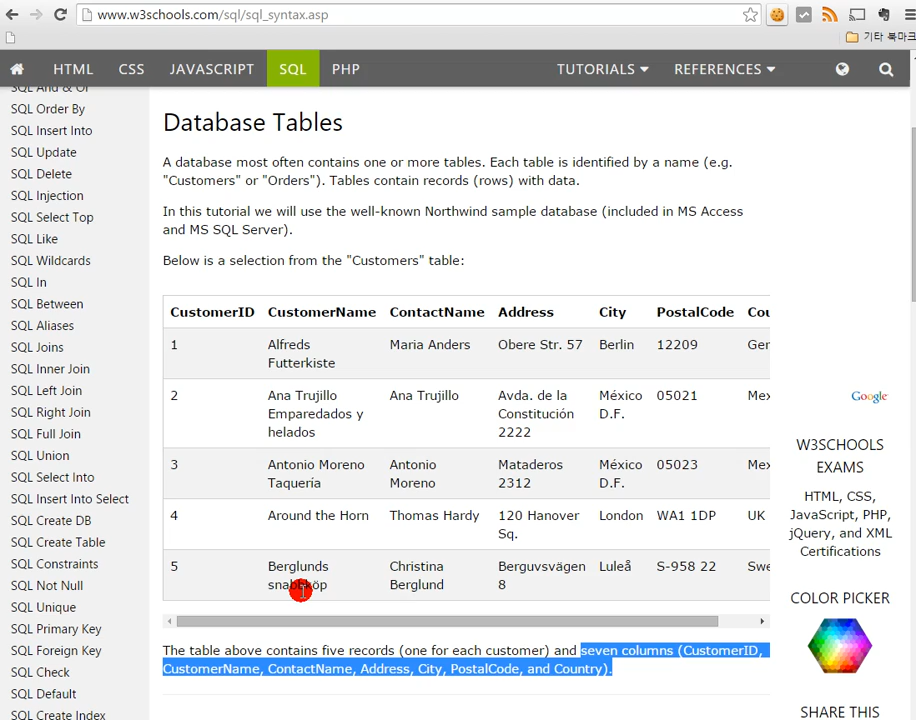 www.w3schools.com/sql/sql_syntax.asp
기타 북마크
HTML CSS JAVASCRIPT SQL PHP TUTORIALS REFERENCES
SQL And & Or
SQL Order By
SQL Insert Into
SQL Update
SQL Delete
SQL Injection
SQL Select Top
SQL Like
SQL Wildcards
SQL In
SQL Between
SQL Aliases
SQL Joins
SQL Inner Join
SQL Left Join
SQL Right Join
SQL Full Join
SQL Union
SQL Select Into
SQL Insert Into Select
SQL Create DB
SQL Create Table
SQL Constraints
SQL Not Null
SQL Unique
SQL Primary Key
SQL Foreign Key
SQL Check
SQL Default
SQL Create Index
Database Tables
A database most often contains one or more tables. Each table is identified by a name (e.g.
"Customers" or "Orders"). Tables contain records (rows) with data.
In this tutorial we will use the well-known Northwind sample database (included in MS Access
and MS SQL Server).
Below is a selection from the "Customers" table:
CustomerID CustomerName ContactName Address City PostalCode Cou
1 Alfreds Maria Anders Obere Str. 57 Berlin 12209 Ger
Futterkiste
2 Ana Trujillo Ana Trujillo Avda. de la México 05021 Mex
Emparedados y Constitución D.F.
helados 2222
3 Antonio Moreno Antonio Mataderos México 05023 Mex
Taquería Moreno 2312 D.F.
4 Around the Horn Thomas Hardy 120 Hanover London WA1 1DP UK
Sq.
5 Berglunds Christina Berguvsvägen Luleå S-958 22 Swe
snabbköp Berglund 8
The table above contains five records (one for each customer) and seven columns (CustomerID,
CustomerName, ContactName, Address, City, PostalCode, and Country).
Google
W3SCHOOLS
EXAMS
HTML, CSS,
JavaScript, PHP,
jQuery, and XML
Certifications
COLOR PICKER
SHARE THIS